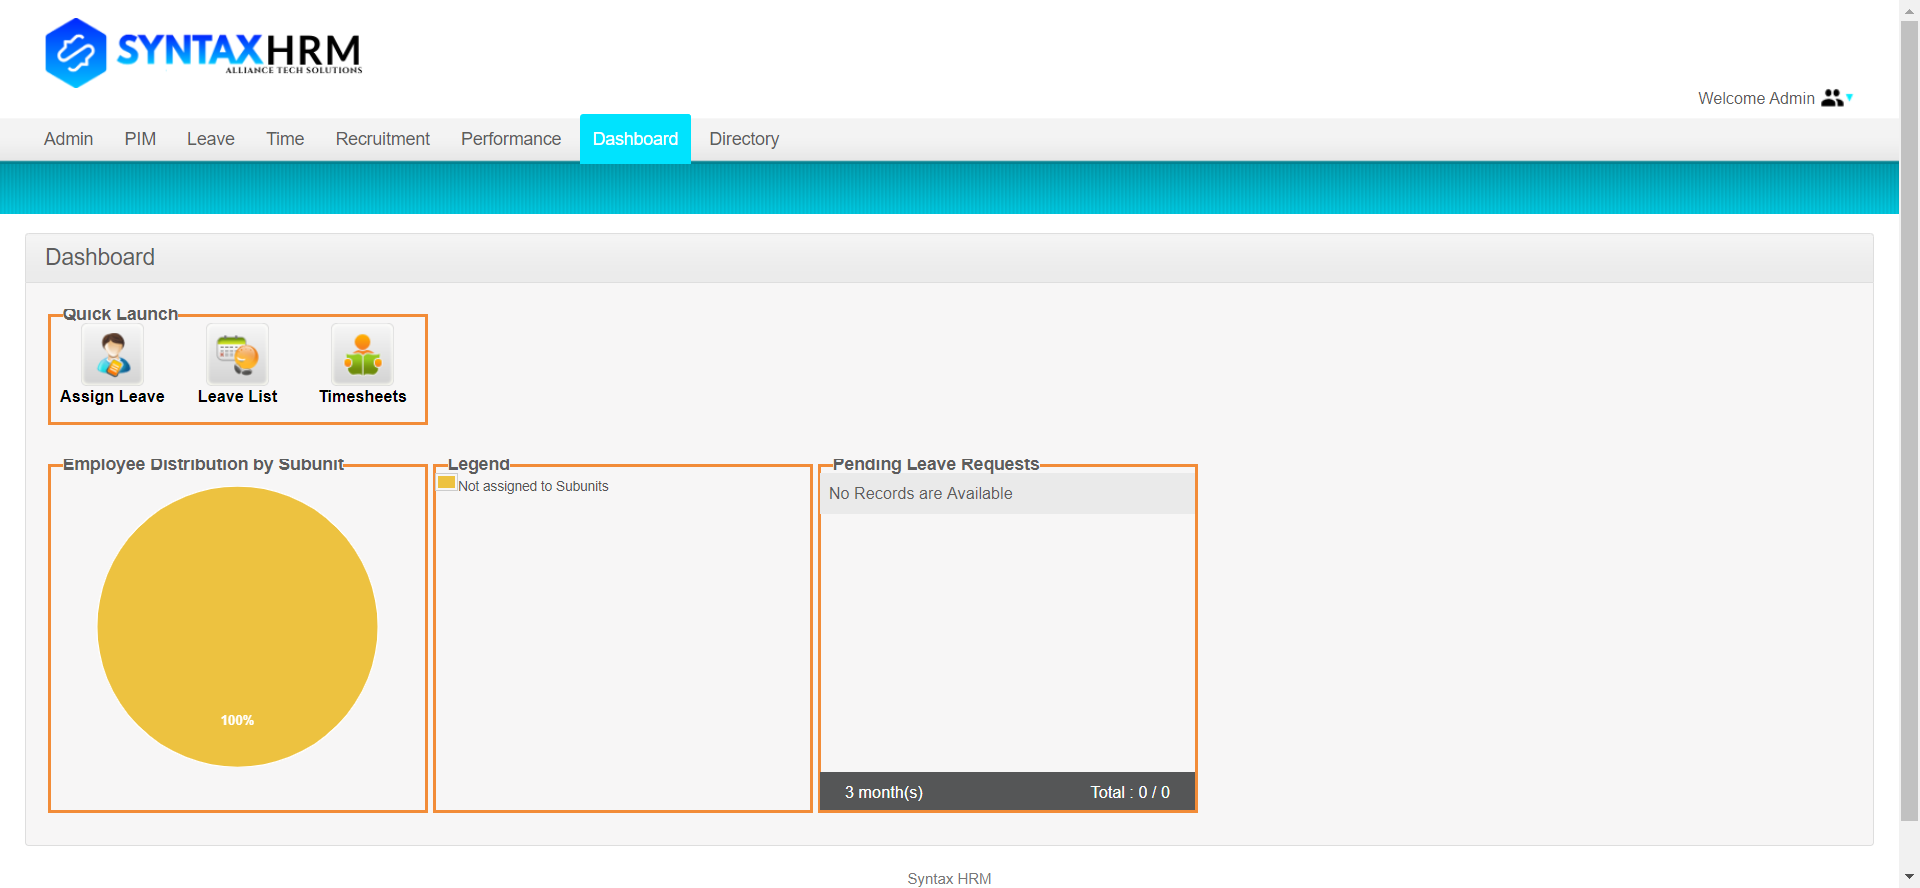 SYNTAXHRM
ALLIANCE TECH SOLUTIONS
Welcome Admin
Admin PIM Leave Time Recruitment Performance Dashboard Directory
Dashboard
Quick Launch
Assign Leave Leave List Timesheets
Employee Distribution by Subunit
100%
Legend
Not assigned to Subunits
Pending Leave Requests
No Records are Available
3 month(s) Total : 0 / 0
Syntax HRM